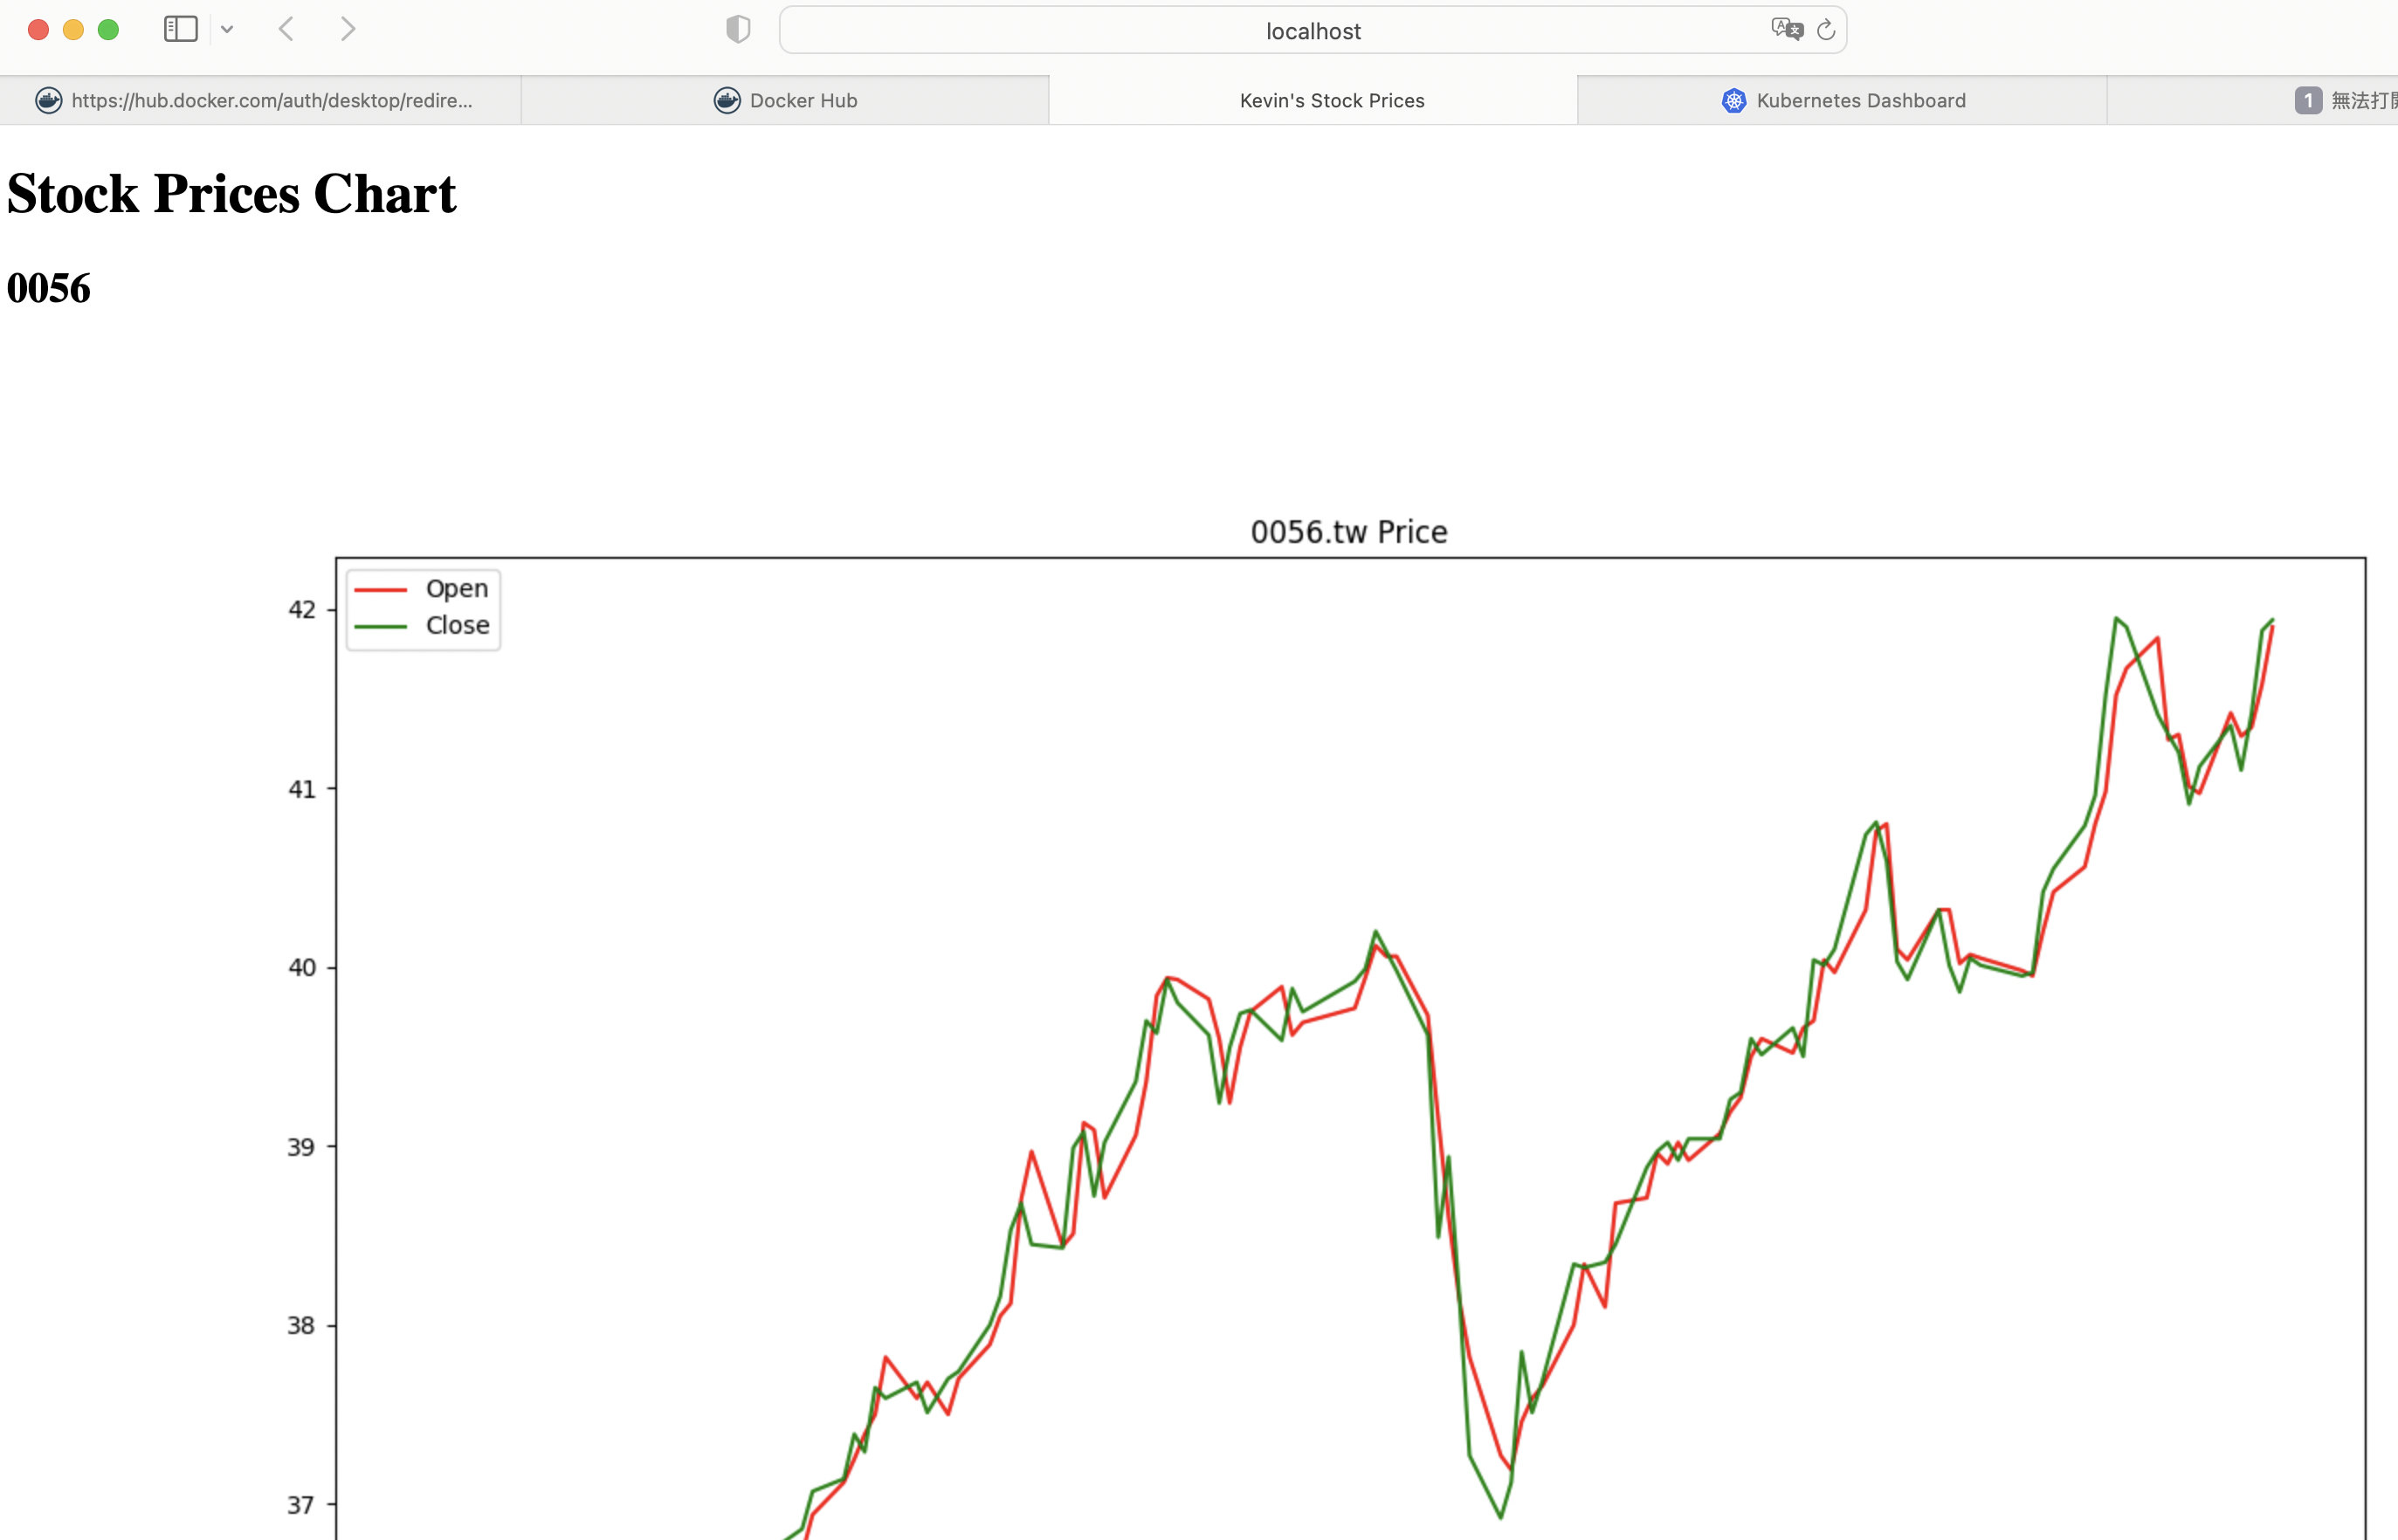 localhost
https://hub.docker.com/auth/desktop/redire...
Docker Hub
Kevin's Stock Prices
Kubernetes Dashboard
1 無法打
Stock Prices Chart
0056
0056.tw Price
Open
Close
42
41
40
39
38
37